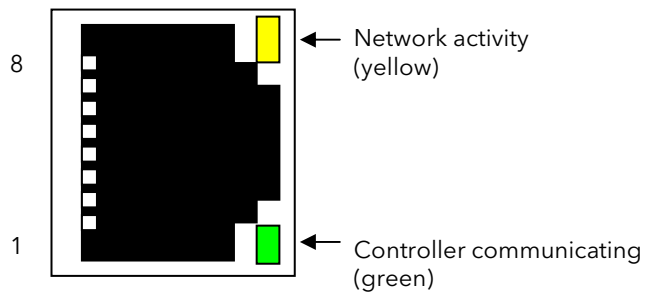 8
Network activity
(yellow)
1
Controller communicating
(green)